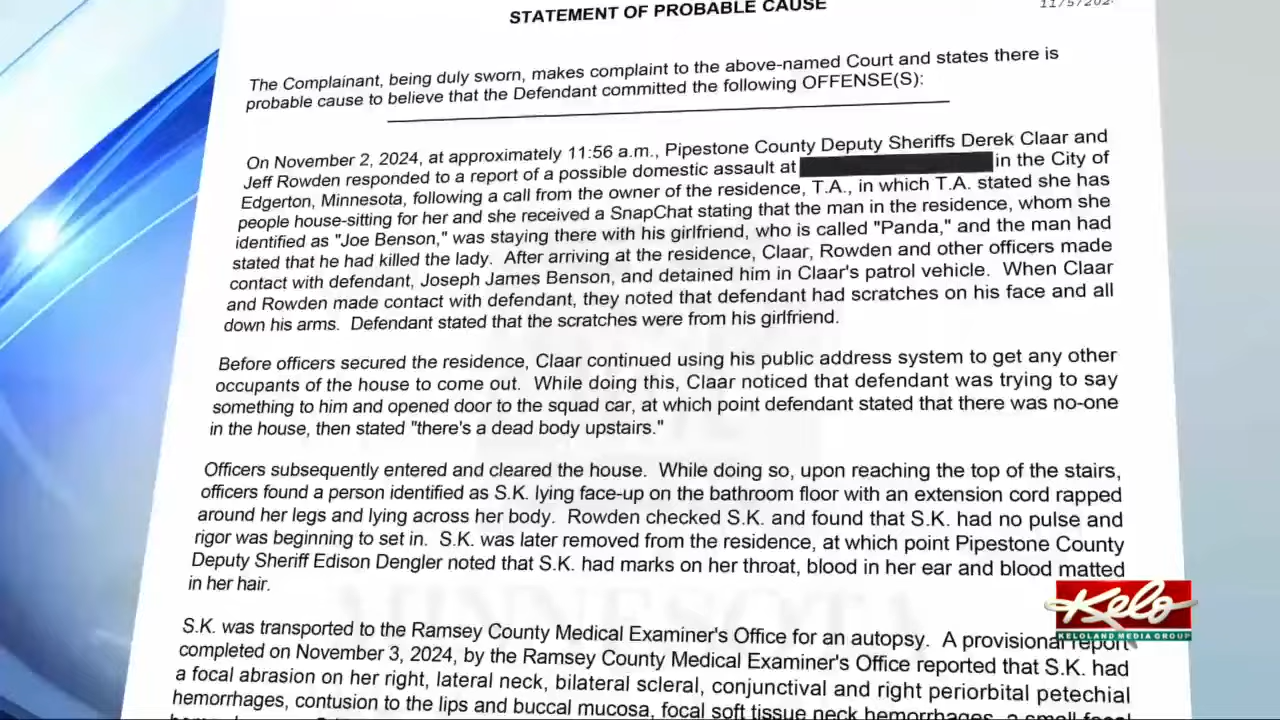 STATEMENT OF PROBABLE CAUSE
The Complainant, being duly sworn, makes complaint to the above-named Court and states there is
probable cause to believe that the Defendant committed the following OFFENSE(S):
On November 2, 2024, at approximately 11:56 a.m., Pipestone County Deputy Sheriffs Derek Claar and
Jeff Rowden responded to a report of a possible domestic assault at in the City of
Edgerton, Minnesota, following a call from the owner of the residence, T.A., in which T.A. stated she has
people house-sitting for her and she received a SnapChat stating that the man in the residence, whom she
identified as "Joe Benson," was staying there with his girlfriend, who is called "Panda," and the man had
stated that he had killed the lady. After arriving at the residence, Claar, Rowden and other officers made
contact with defendant, Joseph James Benson, and detained him in Claar's patrol vehicle. When Claar
and Rowden made contact with defendant, they noted that defendant had scratches on his face and all
down his arms. Defendant stated that the scratches were from his girlfriend.
Before officers secured the residence, Claar continued using his public address system to get any other
occupants of the house to come out. While doing this, Claar noticed that defendant was trying to say
something to him and opened door to the squad car, at which point defendant stated that there was no-one
in the house, then stated "there's a dead body upstairs."
Officers subsequently entered and cleared the house. While doing so, upon reaching the top of the stairs,
officers found a person identified as S.K. lying face-up on the bathroom floor with an extension cord rapped
around her legs and lying across her body. Rowden checked S.K. and found that S.K. had no pulse and
rigor was beginning to set in. S.K. was later removed from the residence, at which point Pipestone County
Deputy Sheriff Edison Dengler noted that S.K. had marks on her throat, blood in her ear and blood matted
in her hair.
S.K. was transported to the Ramsey County Medical Examiner's Office for an autopsy. A provisional report
completed on November 3, 2024, by the Ramsey County Medical Examiner's Office reported that S.K. had
a focal abrasion on her right, lateral neck, bilateral scleral, conjunctival and right periorbital petechial
hemorrhages, contusion to the lips and buccal mucosa, focal soft tissue neck hemorrhages, a small focal
Kelo
KELOLAND MEDIA GROUP